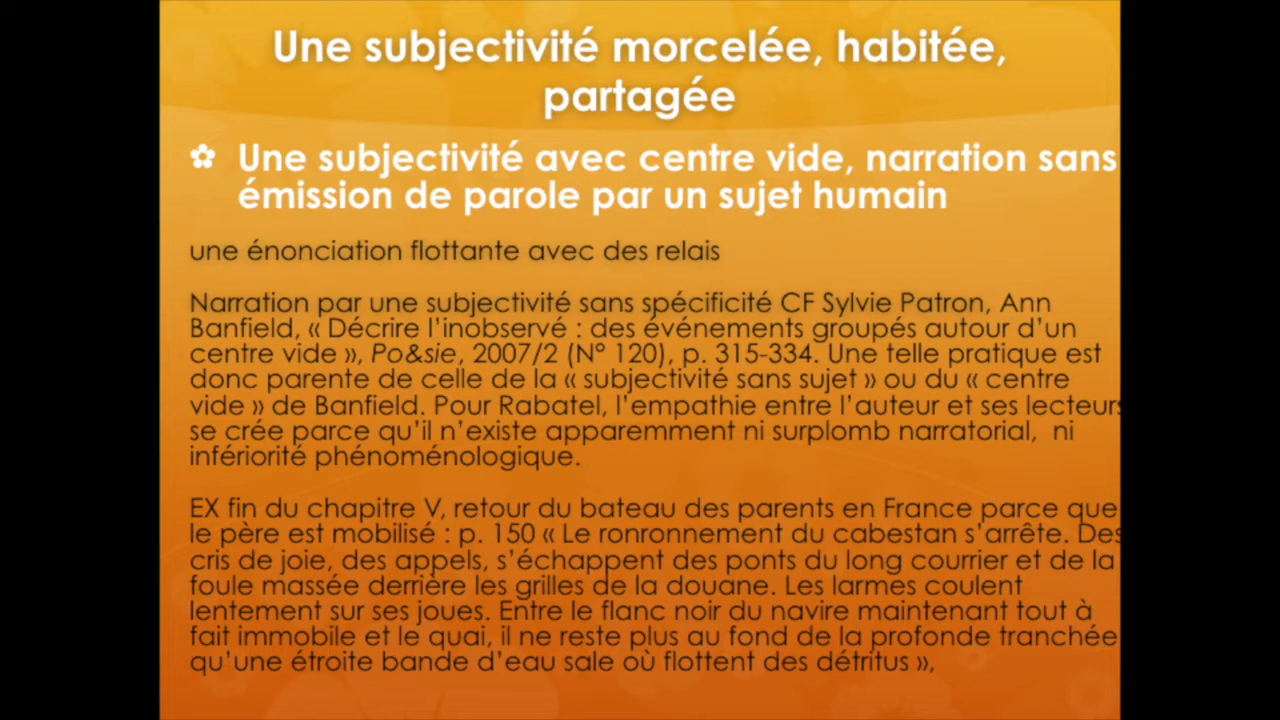 Une subjectivité morcelée, habitée,
partagée
Une subjectivité avec centre vide, narration sans
émission de parole par un sujet humain
une énonciation flottante avec des relais
Narration par une subjectivité sans spécificité CF Sylvie Patron, Ann
Banfield, « Décrire l’inobservé : des événements groupés autour d’un
centre vide », Po&sie, 2007/2 (N° 120), p. 315-334. Une telle pratique est
donc parente de celle de la « subjectivité sans sujet » ou du « centre
vide » de Banfield. Pour Rabatel, l’empathie entre l’auteur et ses lecteurs
se crée parce qu’il n’existe apparemment ni surplomb narratorial, ni
infériorité phénoménologique.
EX fin du chapitre V, retour du bateau des parents en France parce que
le père est mobilisé : p. 150 « Le ronronnement du cabestan s’arrête. Des
cris de joie, des appels, s’échappent des ponts du long courrier et de la
foule massée derrière les grilles de la douane. Les larmes coulent
lentement sur ses joues. Entre le flanc noir du navire maintenant tout à
fait immobile et le quai, il ne reste plus au fond de la profonde tranchée
qu’une étroite bande d’eau sale où flottent des détritus »,